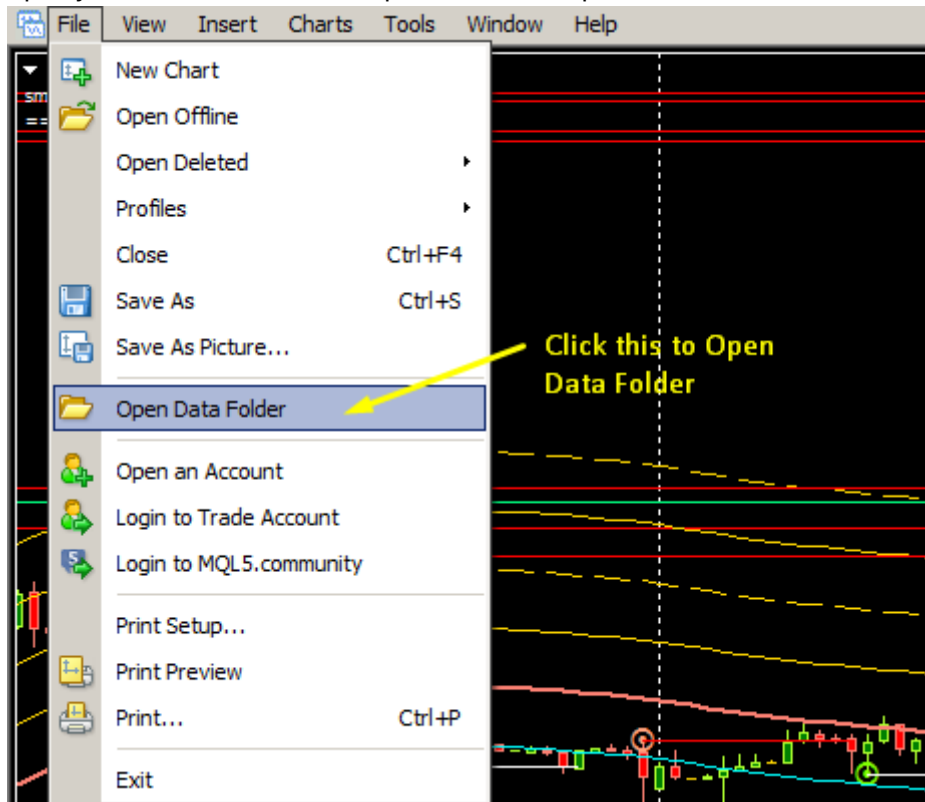 File View Insert Charts Tools Window Help
New Chart
Open Offline
Open Deleted
Profiles
Close Ctrl+F4
Save As Ctrl+S
Save As Picture...
Open Data Folder
Click this to Open
Data Folder
Open an Account
Login to Trade Account
Login to MQL5.community
Print Setup...
Print Preview
Print... Ctrl+P
Exit